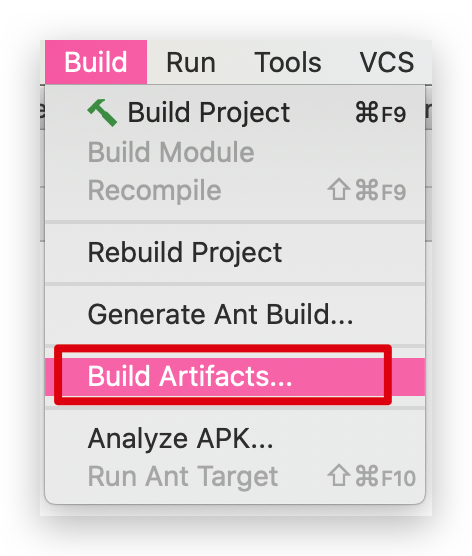 Build Run Tools VCS
Build Project ⌘F9
Build Module
Recompile ⇧⌘F9
Rebuild Project
Generate Ant Build...
Build Artifacts...
Analyze APK...
Run Ant Target ⇧⌘F10